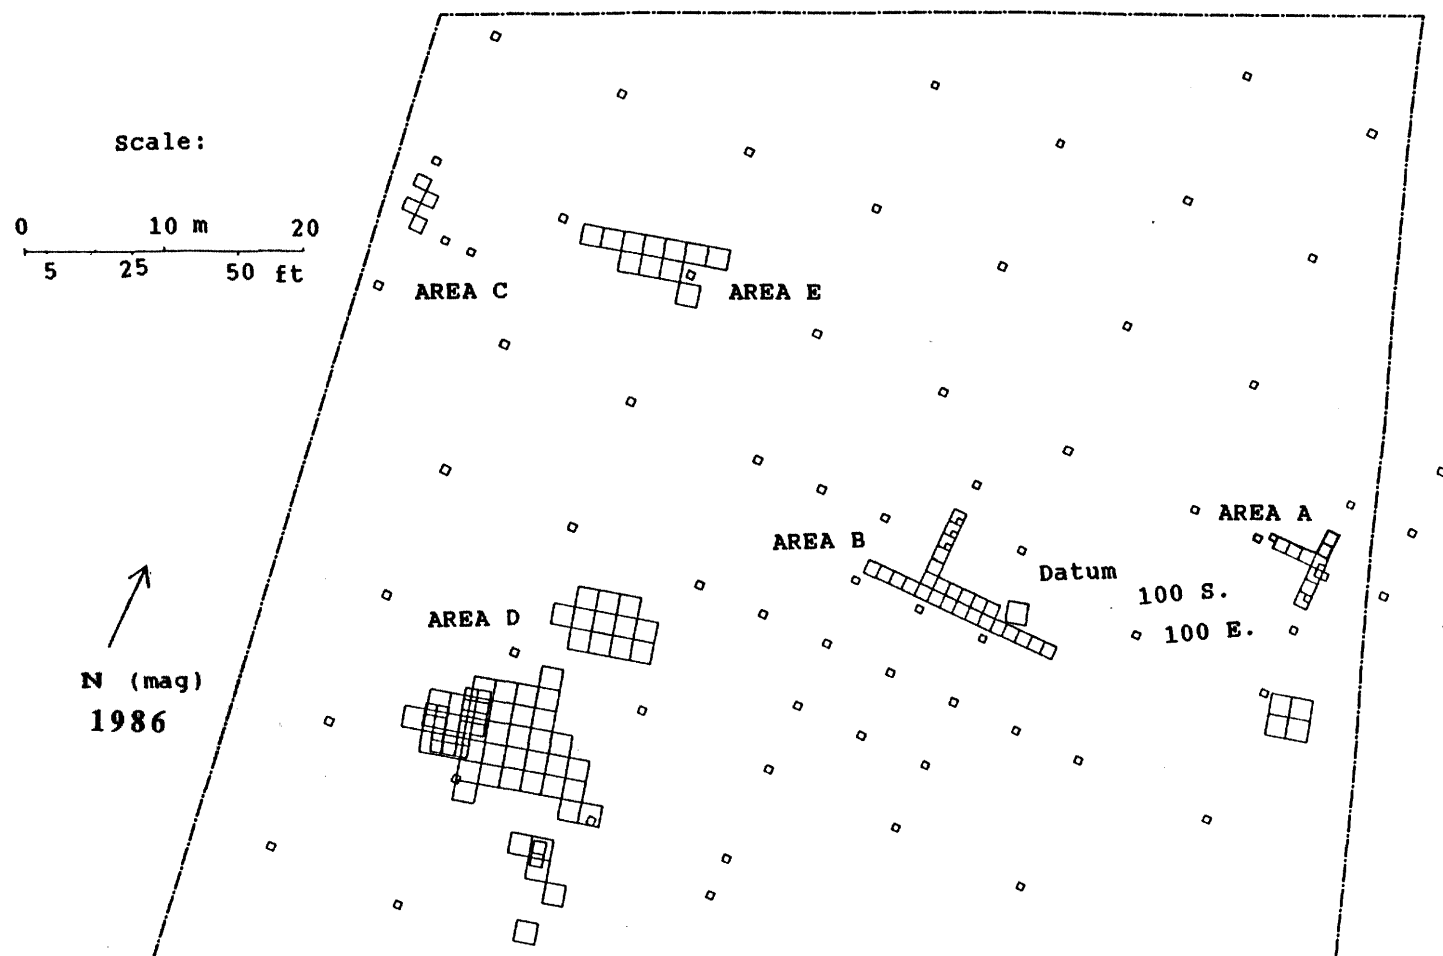 Scale:
0 10 m 20
5 25 50 ft
AREA C
AREA E
AREA A
AREA B
Datum
100 S.
100 E.
AREA D
N (mag)
1986